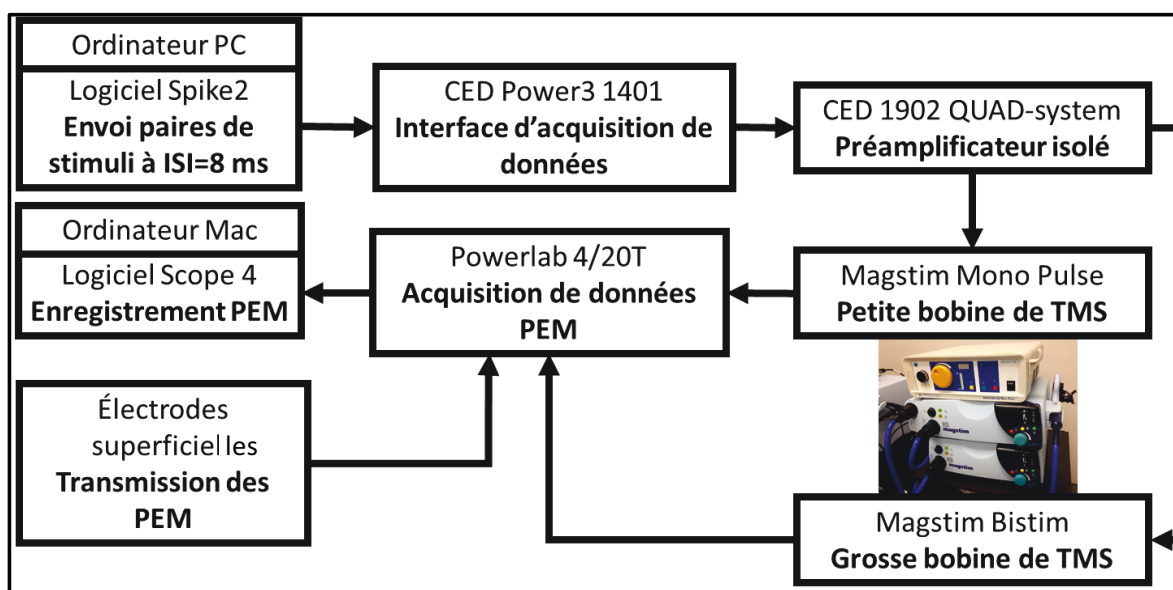 Ordinateur PC
Logiciel Spike2
Envoi paires de
stimuli à ISI=8 ms
CED Power3 1401
Interface d'acquisition de
données
CED 1902 QUAD-system
Préamplificateur isolé
Ordinateur Mac
Logiciel Scope 4
Enregistrement PEM
Powerlab 4/20T
Acquisition de données
PEM
Magstim Mono Pulse
Petite bobine de TMS
magstim
magstim
Électrodes
superficiel les
Transmission des
PEM
Magstim Bistim
Grosse bobine de TMS